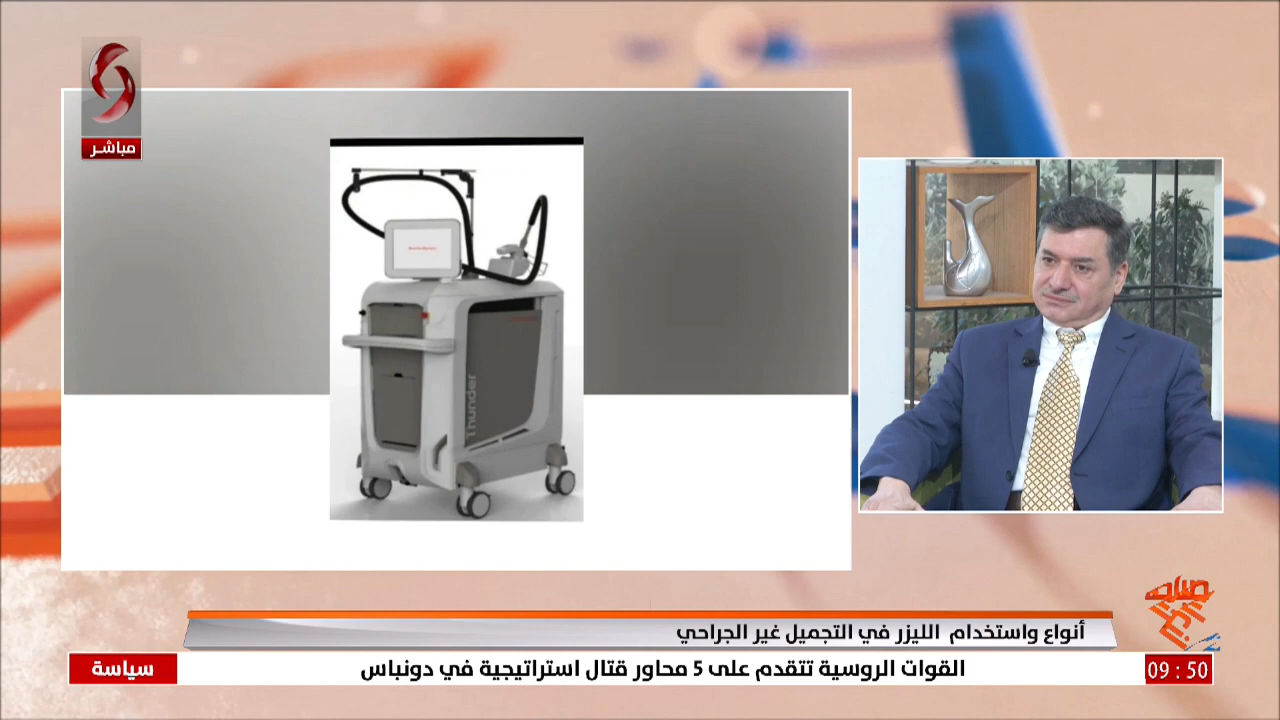 مباشر
Thunder
أنواع واستخدام الليزر في التجميل غير الجراحي
القوات الروسية تتقدم على 5 محاور قتال استراتيجية في دونباس
سياسة
09 : 50